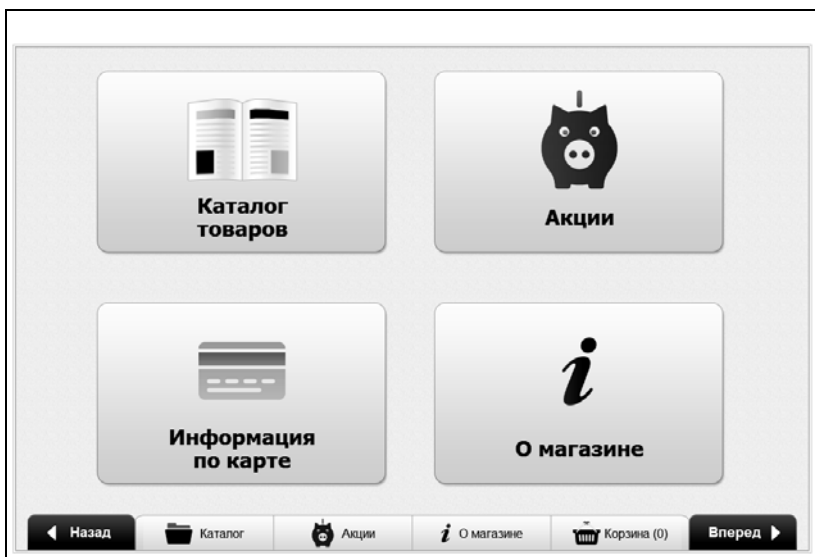 Каталог
товаров
Акции
Информация
по карте
О магазине
Назад Каталог Акции О магазине Корзина (0) Вперед